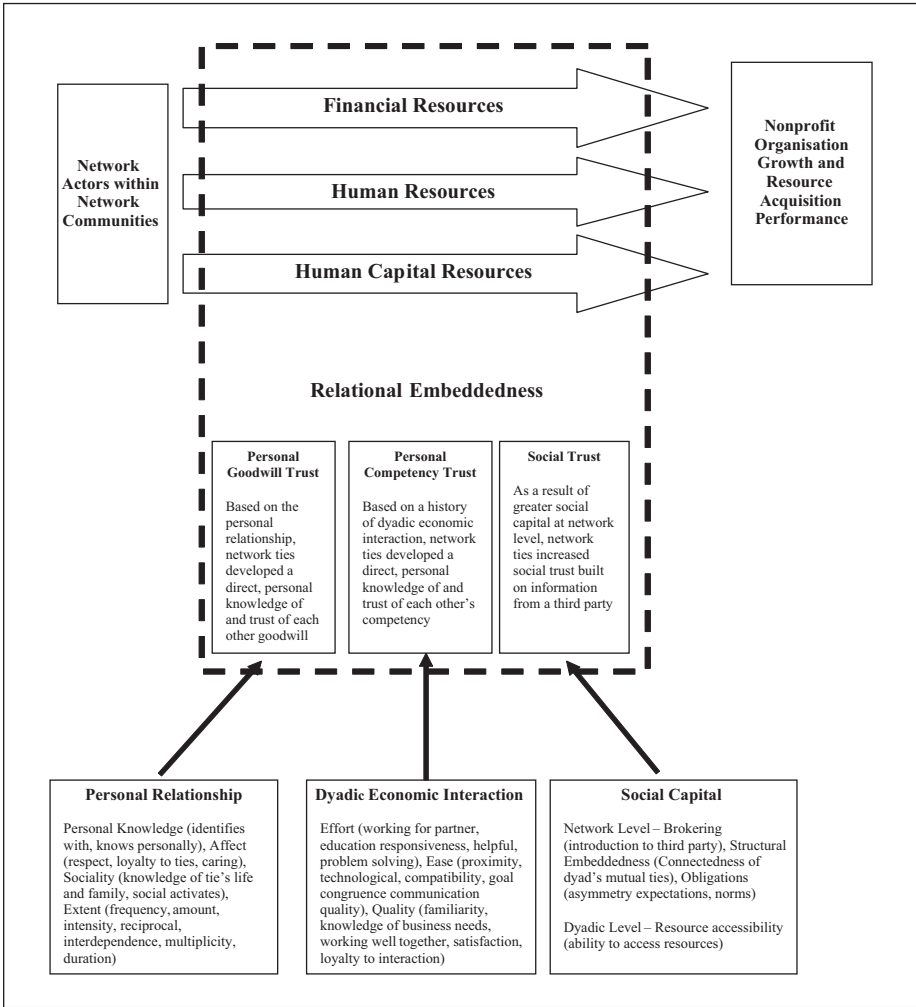 Network
Actors within
Network
Communities
Financial Resources
Human Resources
Human Capital Resources
Nonprofit
Organisation
Growth and
Resource
Acquisition
Performance
Relational Embeddedness
Personal
Goodwill Trust
Based on the
personal
relationship,
network ties
developed a
direct, personal
knowledge of
and trust of each
other goodwill
Personal
Competency Trust
Based on a history
of dyadic economic
interaction, network
ties developed a
direct, personal
knowledge of and
trust of each other's
competency
Social Trust
As a result of
greater social
capital at network
level, network
ties increased
social trust built
on information
from a third party
Personal Relationship
Personal Knowledge (identifies
with, knows personally), Affect
(respect, loyalty to ties, caring),
Sociality (knowledge of tie's life
and family, social activates),
Extent (frequency, amount,
intensity, reciprocal,
interdependence, multiplicity,
duration)
Dyadic Economic Interaction
Effort (working for partner,
education responsiveness, helpful,
problem solving), Ease (proximity,
technological, compatibility, goal
congruence communication
quality), Quality (familiarity,
knowledge of business needs,
working well together, satisfaction,
loyalty to interaction)
Social Capital
Network Level – Brokering
(introduction to third party), Structural
Embeddedness (Connectedness of
dyad's mutual ties), Obligations
(asymmetry expectations, norms)
Dyadic Level – Resource accessibility
(ability to access resources)